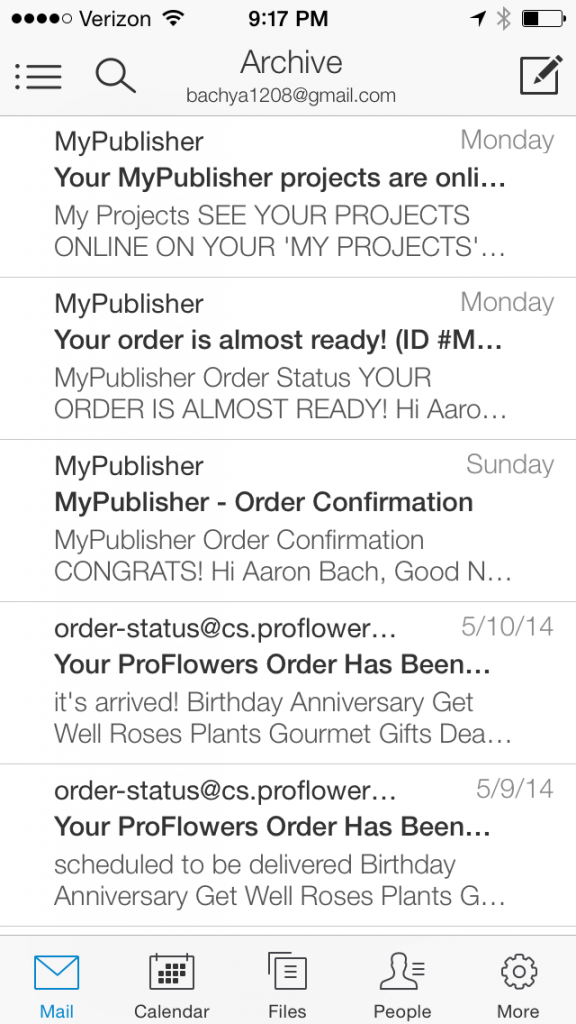 Verizon 9:17 PM
Archive
bachya1208@gmail.com
MyPublisher Monday
Your MyPublisher projects are onli...
My Projects SEE YOUR PROJECTS
ONLINE ON YOUR 'MY PROJECTS'...
MyPublisher Monday
Your order is almost ready! (ID #M...
MyPublisher Order Status YOUR
ORDER IS ALMOST READY! Hi Aaro...
MyPublisher Sunday
MyPublisher - Order Confirmation
MyPublisher Order Confirmation
CONGRATS! Hi Aaron Bach, Good N...
order-status@cs.proflower... 5/10/14
Your ProFlowers Order Has Been...
it's arrived! Birthday Anniversary Get
Well Roses Plants Gourmet Gifts Dea...
order-status@cs.proflower... 5/9/14
Your ProFlowers Order Has Been...
scheduled to be delivered Birthday
Anniversary Get Well Roses Plants G...
Mail Calendar Files People More